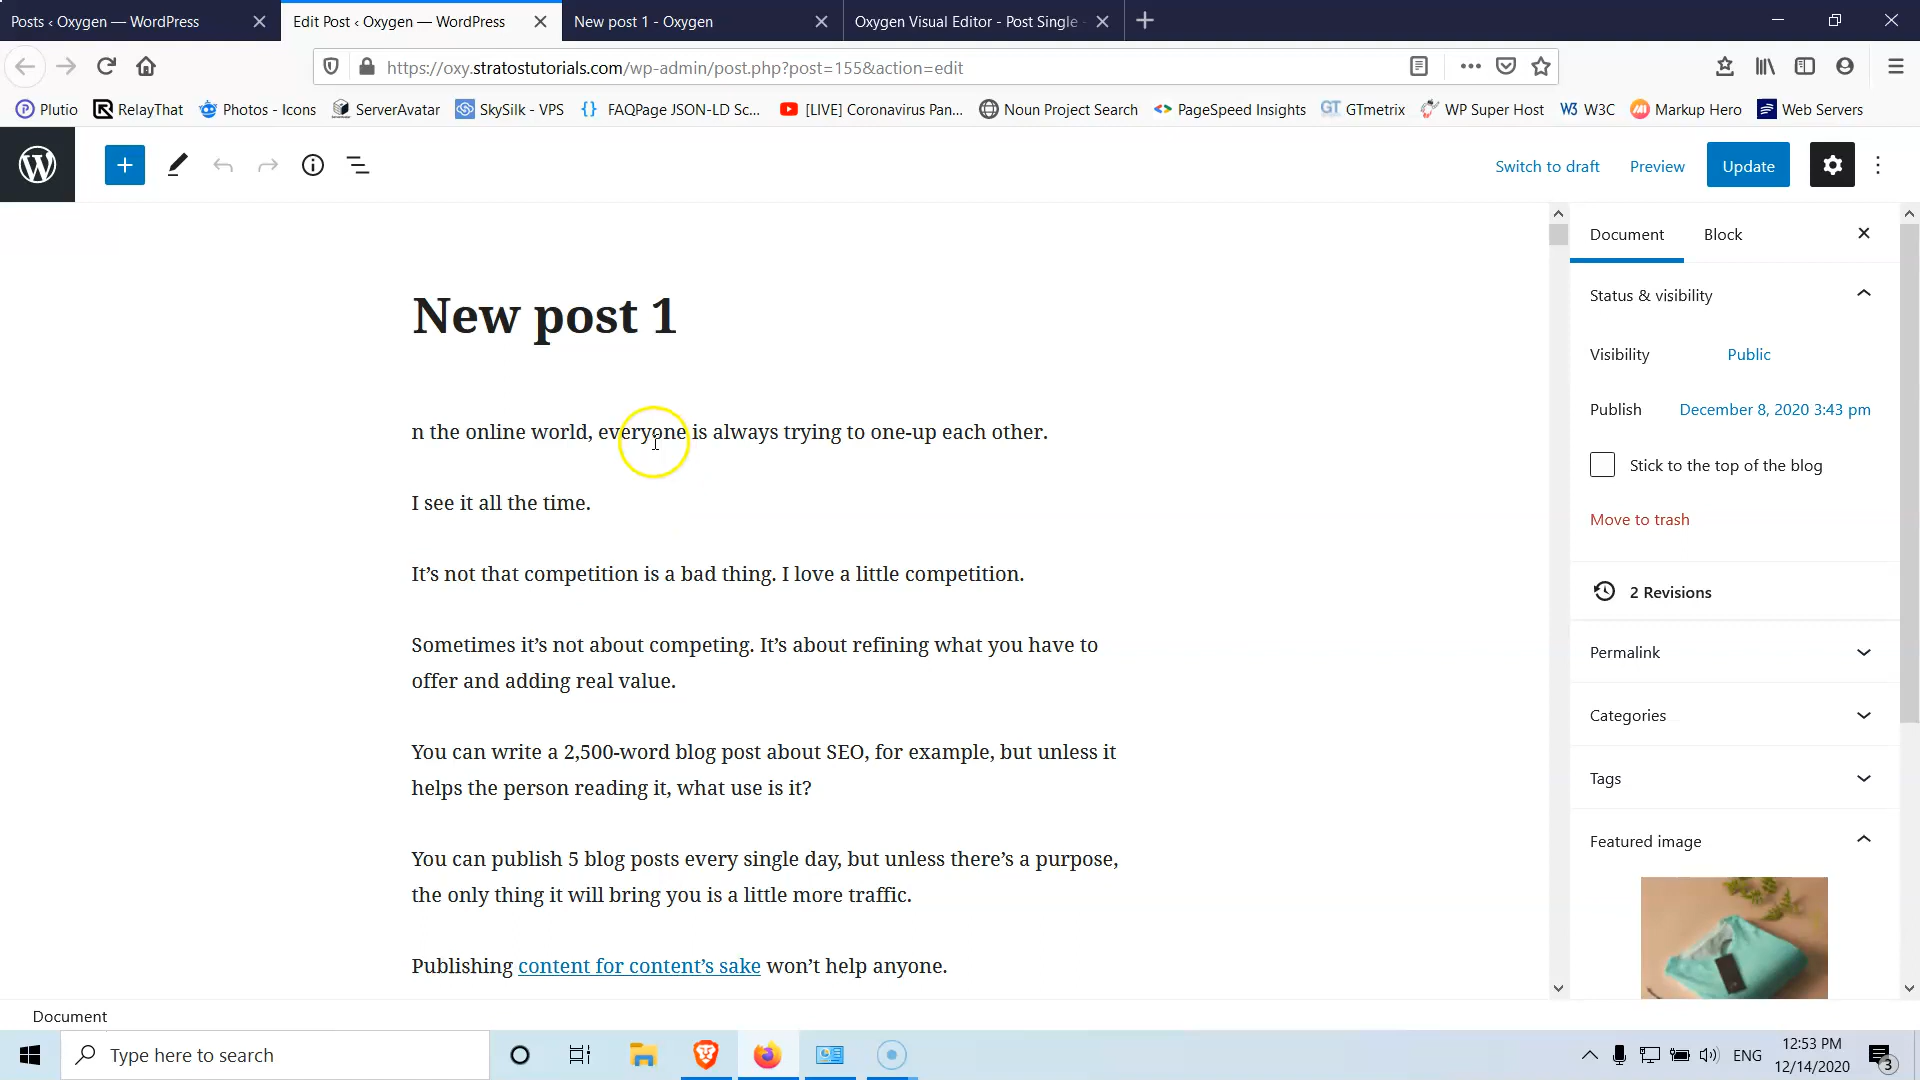 Posts ‹ Oxygen — WordPress
Edit Post ‹ Oxygen — WordPress
New post 1 - Oxygen
Oxygen Visual Editor - Post Single -
https://oxy.stratostutorials.com/wp-admin/post.php?post=155&action=edit
Plutio
RelayThat
Photos - Icons
ServerAvatar
SkySilk - VPS
{} FAQPage JSON-LD Sc...
[LIVE] Coronavirus Pan...
Noun Project Search
PageSpeed Insights
GT GTmetrix
WP Super Host
W3 W3C
Markup Hero
Web Servers
Switch to draft
Preview
Update
Document
Block
Status & visibility
Visibility
Public
Publish
December 8, 2020 3:43 pm
Stick to the top of the blog
Move to trash
2 Revisions
Permalink
Categories
Tags
Featured image
New post 1
n the online world, everyone is always trying to one-up each other.
I see it all the time.
It’s not that competition is a bad thing. I love a little competition.
Sometimes it’s not about competing. It’s about refining what you have to
offer and adding real value.
You can write a 2,500-word blog post about SEO, for example, but unless it
helps the person reading it, what use is it?
You can publish 5 blog posts every single day, but unless there’s a purpose,
the only thing it will bring you is a little more traffic.
Publishing content for content’s sake won’t help anyone.
Document
Type here to search
ENG
12:53 PM
12/14/2020
3